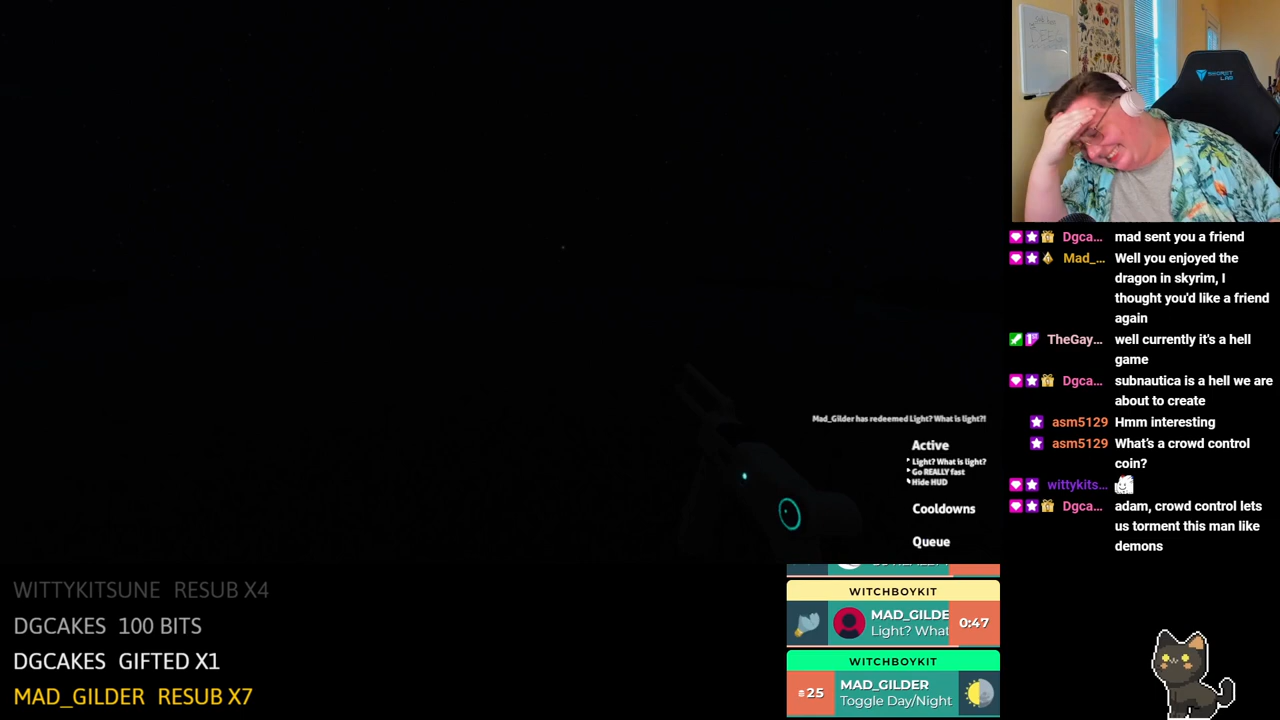 SECRET LAB
Dgca... mad sent you a friend
Mad_... Well you enjoyed the
dragon in skyrim, I
thought you'd like a friend
again
TheGay... well currently it's a hell
game
Dgca... subnautica is a hell we are
about to create
asm5129 Hmm interesting
asm5129 What's a crowd control
coin?
wittykits...
Dgca... adam, crowd control lets
us torment this man like
demons
Mad_Gilder has redeemed Light? What is light?!
Active
Light? What is light?
Go REALLY fast
Hide HUD
Cooldowns
Queue
WITCHBOYKIT
MAD_GILDE
Light? What
0:47
WITCHBOYKIT
25
MAD_GILDER
Toggle Day/Night
WITTYKITSUNE RESUB X4
DGCAKES 100 BITS
DGCAKES GIFTED X1
MAD_GILDER RESUB X7